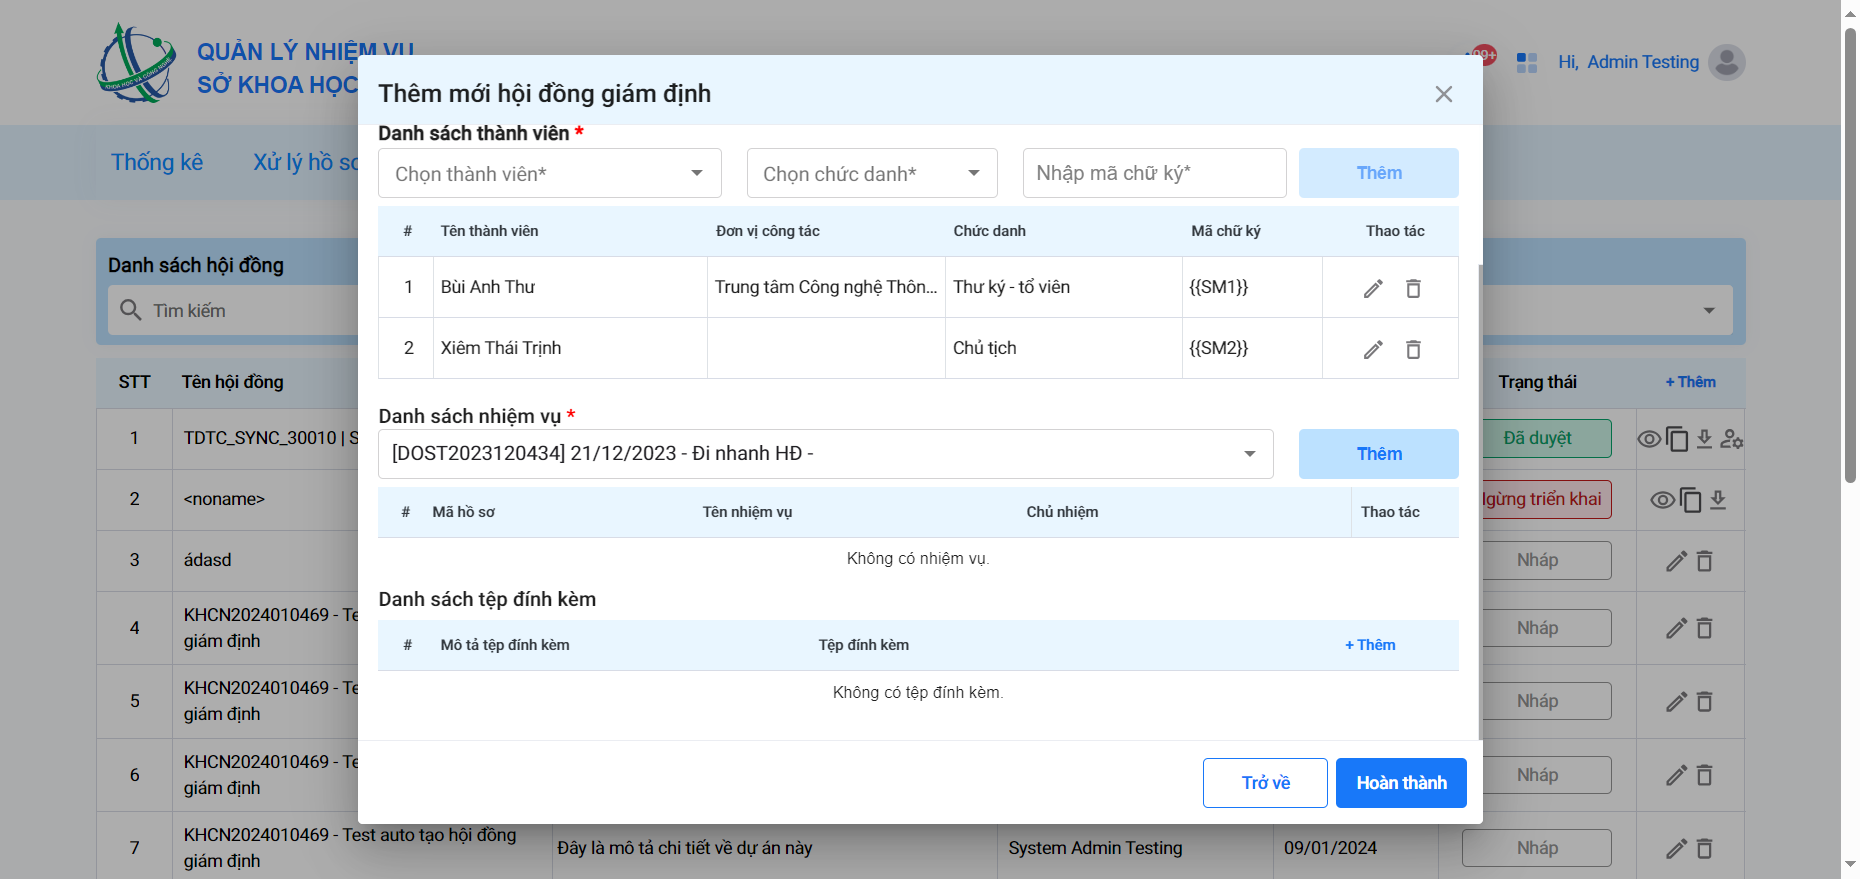 QUẢN LÝ NHIỆM VỤ
SỞ KHOA HỌC
KHOA HỌC VÀ CÔNG NGHỆ
99+
Hi, Admin Testing
Thống kê
Xử lý hồ sơ
Thêm mới hội đồng giám định
Danh sách thành viên *
Chọn thành viên*
Chọn chức danh*
Nhập mã chữ ký*
Thêm
# Tên thành viên Đơn vị công tác Chức danh Mã chữ ký Thao tác
1 Bùi Anh Thư Trung tâm Công nghệ Thôn... Thư ký - tổ viên {{SM1}}
2 Xiêm Thái Trịnh Chủ tịch {{SM2}}
Danh sách nhiệm vụ *
[DOST2023120434] 21/12/2023 - Đi nhanh HĐ -
Thêm
# Mã hồ sơ Tên nhiệm vụ Chủ nhiệm Thao tác
Không có nhiệm vụ.
Danh sách tệp đính kèm
# Mô tả tệp đính kèm Tệp đính kèm + Thêm
Không có tệp đính kèm.
Trở về
Hoàn thành
Danh sách hội đồng
Tìm kiếm
STT Tên hội đồng Trạng thái + Thêm
1 TDTC_SYNC_30010 | S Đã duyệt
2 <noname> Ngừng triển khai
3 ádasd Nháp
4 KHCN2024010469 - Te
giám định
Nháp
5 KHCN2024010469 - Te
giám định
Nháp
6 KHCN2024010469 - Te
giám định
Nháp
7 KHCN2024010469 - Test auto tạo hội đồng
giám định
Đây là mô tả chi tiết về dự án này
System Admin Testing
09/01/2024
Nháp